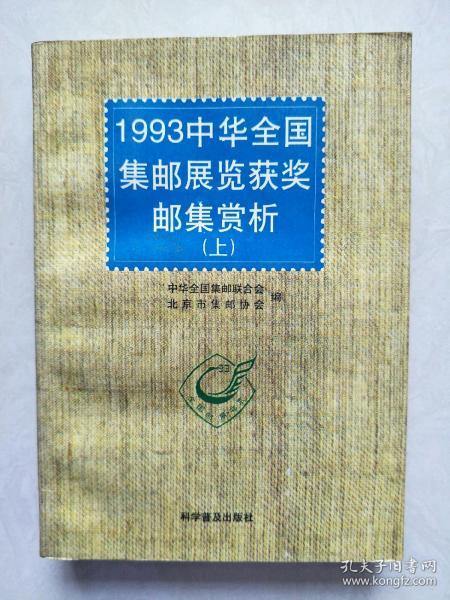 1993中华全国
集邮展览获奖
邮集赏析
(上)
中华全国集邮联合会
北京市集邮协会
编
93
科学普及出版社
孔夫子旧书网
www.kongfz.com